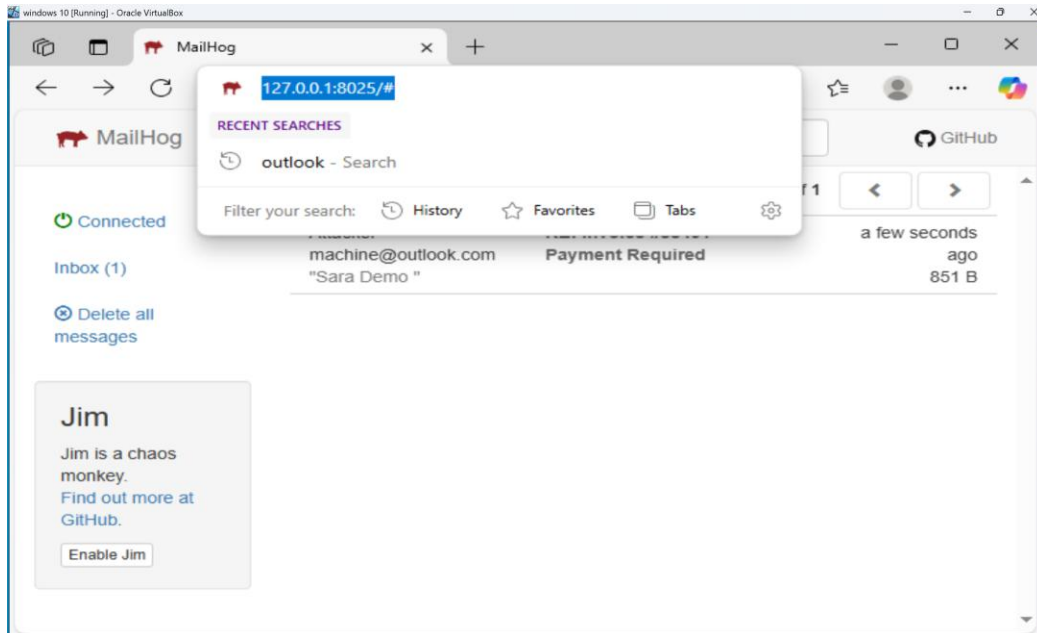 windows 10 [Running] - Oracle VirtualBox
MailHog
127.0.0.1:8025/#
RECENT SEARCHES
outlook - Search
Filter your search: History Favorites Tabs
MailHog
GitHub
f 1
Connected
Inbox (1)
Delete all
messages
machine@outlook.com
"Sara Demo "
Payment Required
a few seconds
ago
851 B
Jim
Jim is a chaos
monkey.
Find out more at
GitHub.
Enable Jim